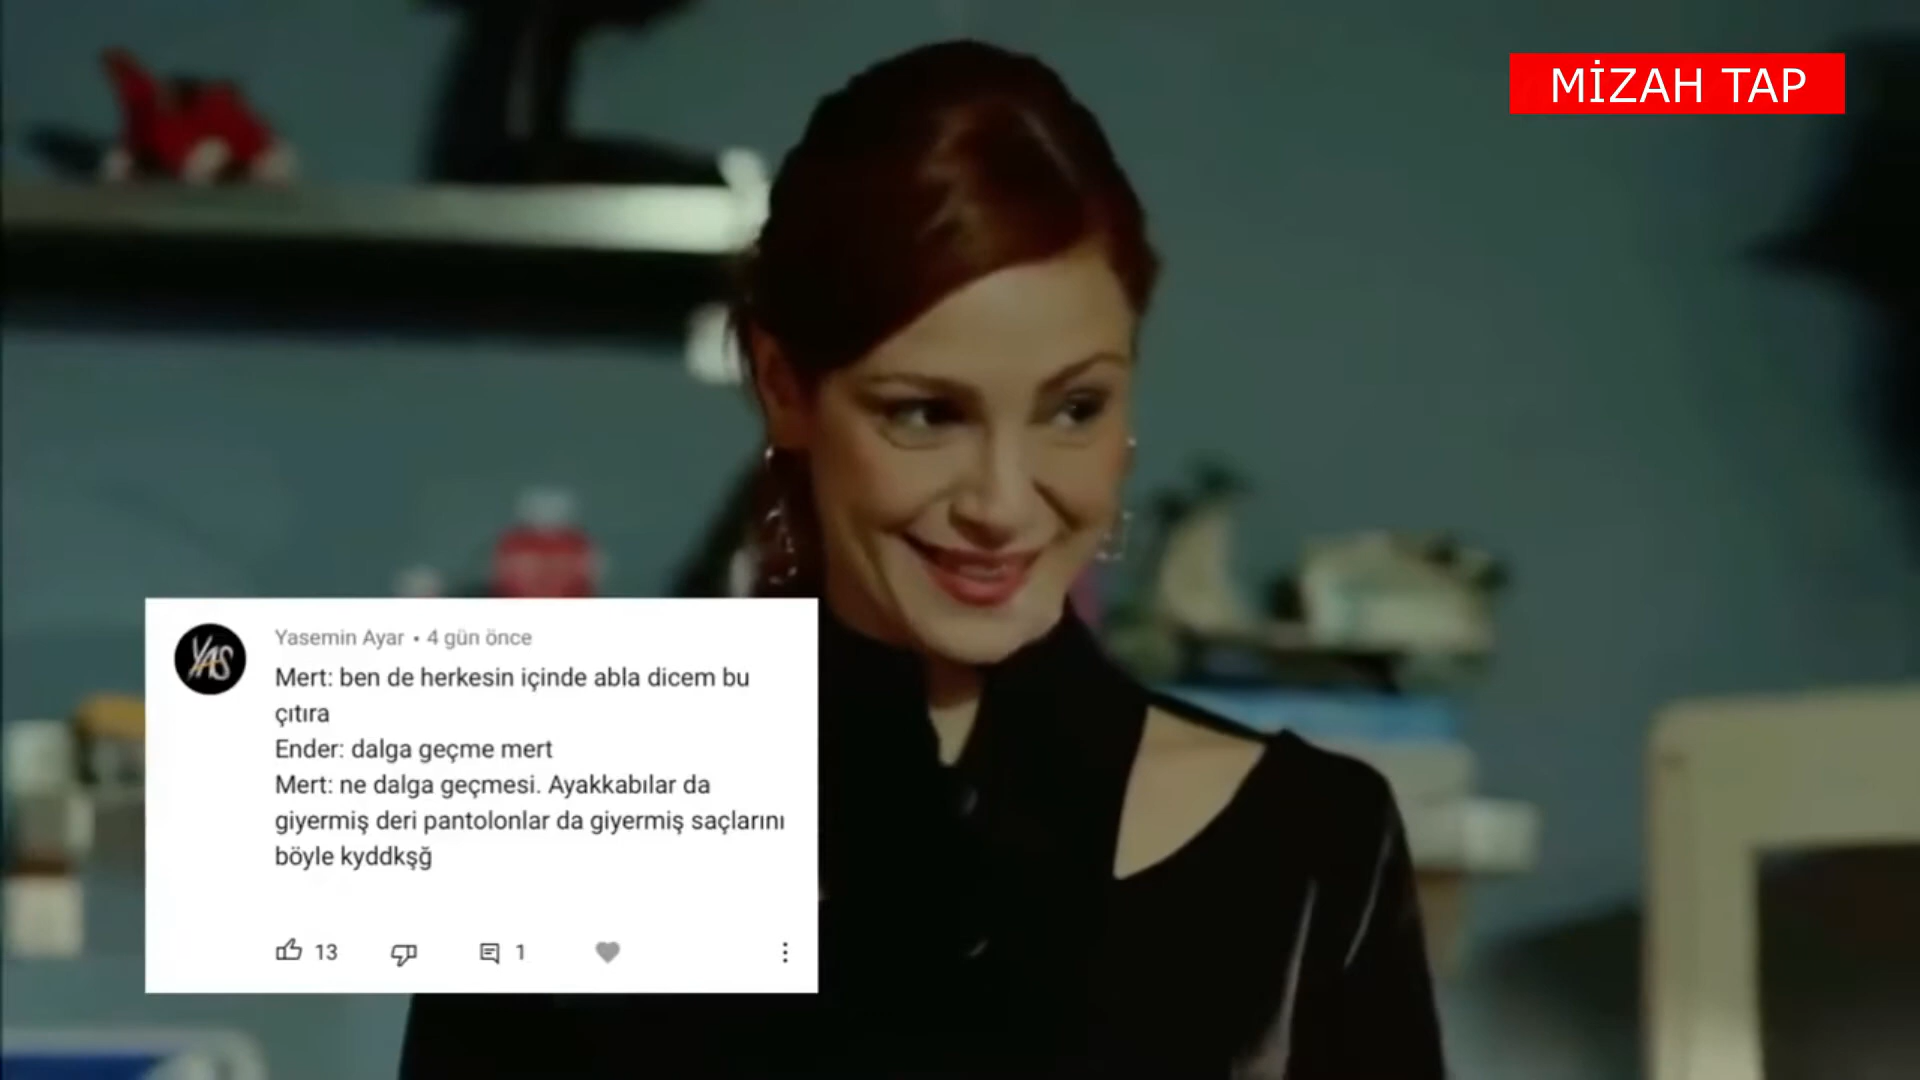 MİZAH TAP
YAS
Yasemin Ayar • 4 gün önce
Mert: ben de herkesin içinde abla dicem bu
çıtıra
Ender: dalga geçme mert
Mert: ne dalga geçmesi. Ayakkabılar da
giyermiş deri pantolonlar da giyermiş saçlarını
böyle kyddkşğ
13
1